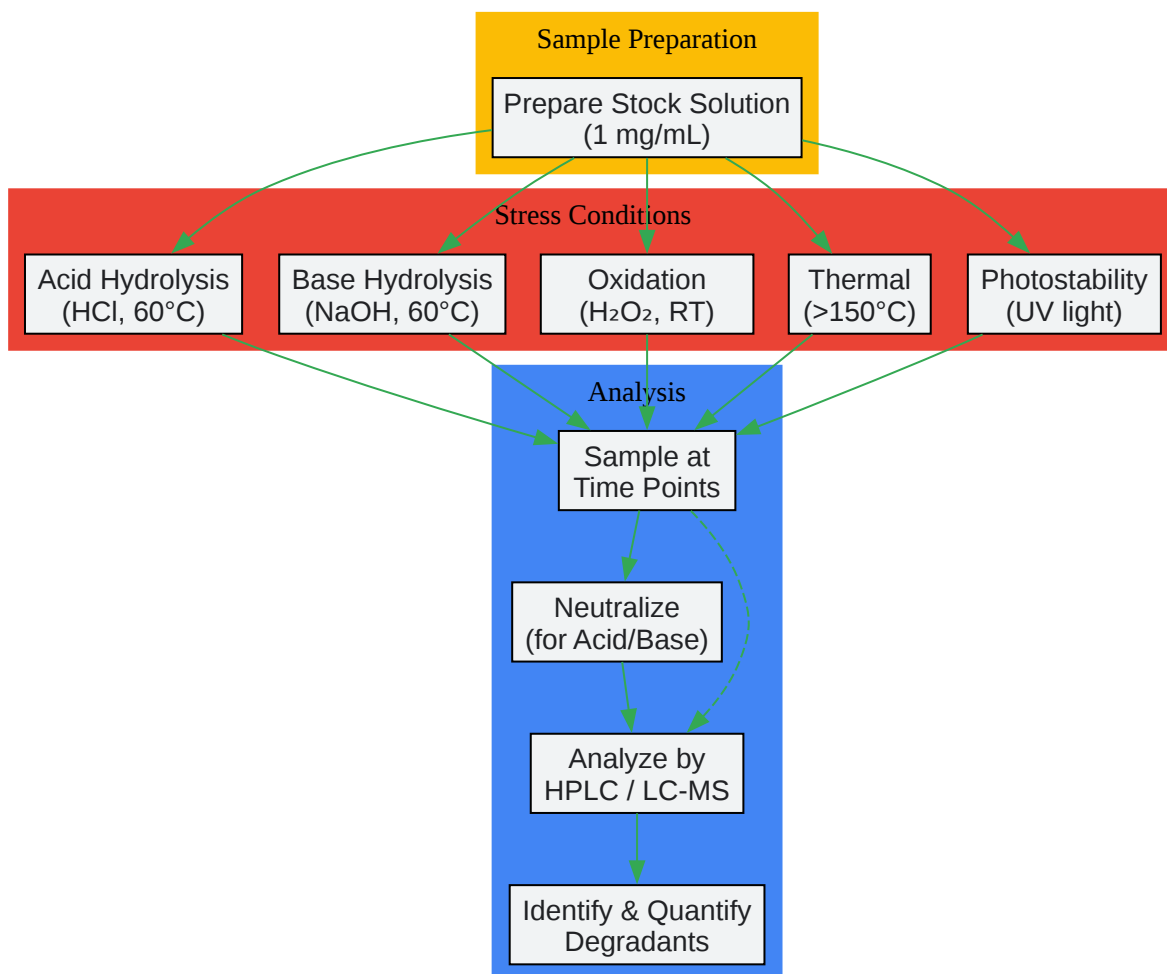 Sample Preparation
Prepare Stock Solution
(1 mg/mL)
Stress Conditions
Acid Hydrolysis
(HCl, 60°C)
Base Hydrolysis
(NaOH, 60°C)
Oxidation
(H₂O₂, RT)
Thermal
(>150°C)
Photostability
(UV light)
Analysis
Sample at
Time Points
Neutralize
(for Acid/Base)
Analyze by
HPLC / LC-MS
Identify & Quantify
Degradants